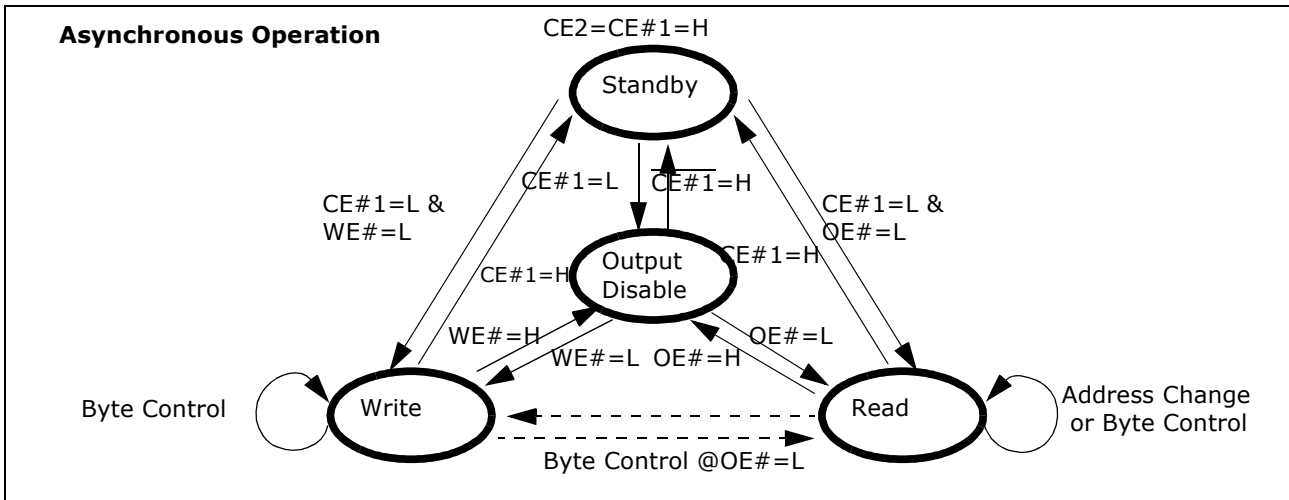 CE2=CE#1=H
Asynchronous Operation
Standby
CE#1=L
CE#1=H
CE#1=L &
WE#=L
CE#1=L &
OE#=L
Output
Disable
CE#1=H
CE#1=H
WE#=H
OE#=L
WE#=L
OE#=H
Byte Control
Write
Read
Address Change
or Byte Control
Byte Control @OE#=L